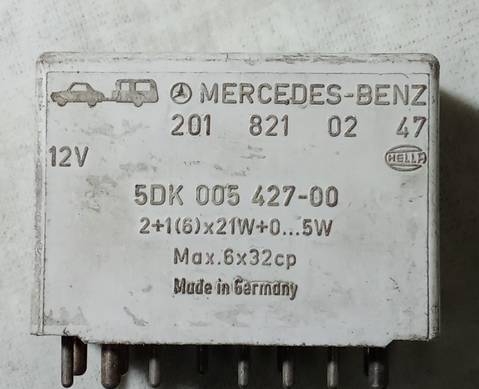 MERCEDES-BENZ
201 821 02 47
12V HELLA
5DK 005 427-00
2+1(6)x21W+0...5W
Max.6x32cp
Made in Germany